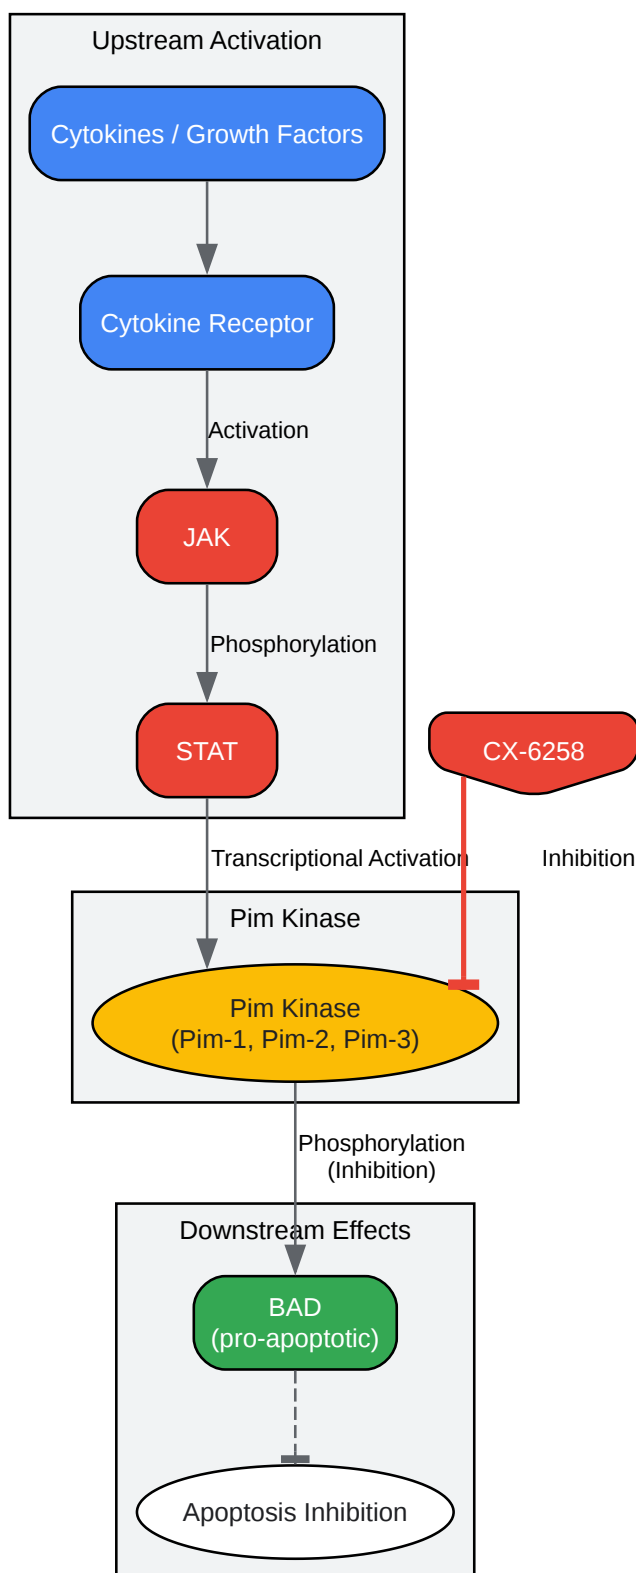 Upstream Activation
Cytokines / Growth Factors
Cytokine Receptor
Activation
JAK
Phosphorylation
STAT
CX-6258
Transcriptional Activation
Inhibition
Pim Kinase
Pim Kinase
(Pim-1, Pim-2, Pim-3)
Phosphorylation
(Inhibition)
Downstream Effects
BAD
(pro-apoptotic)
Apoptosis Inhibition